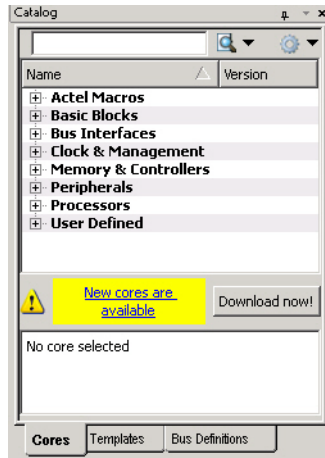 Catalog
Name Version
Actel Macros
Basic Blocks
Bus Interfaces
Clock & Management
Memory & Controllers
Peripherals
Processors
User Defined
New cores are
available
Download now!
No core selected
Cores Templates Bus Definitions